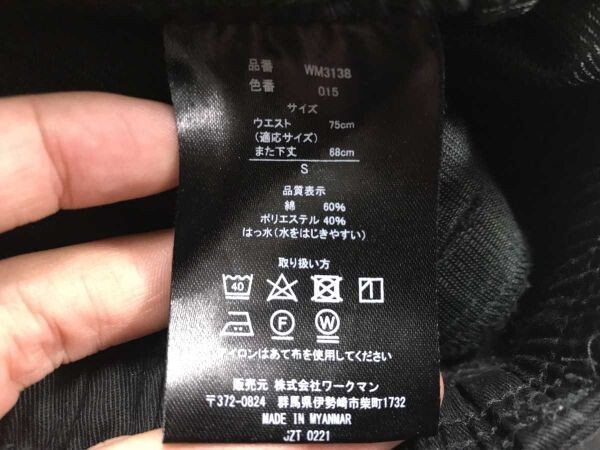 品番 WM3138
色番 015
サイズ
ウエスト 75cm
(適応サイズ)
また下丈 68cm
S
品質表示
綿 60%
ポリエステル 40%
はっ水(水をはじきやすい)
取り扱い方
40
F W
アイロンはあて布を使用してください
販売元 株式会社ワークマン
〒372-0824 群馬県伊勢崎市柴町1732
MADE IN MYANMAR
JZT 0221